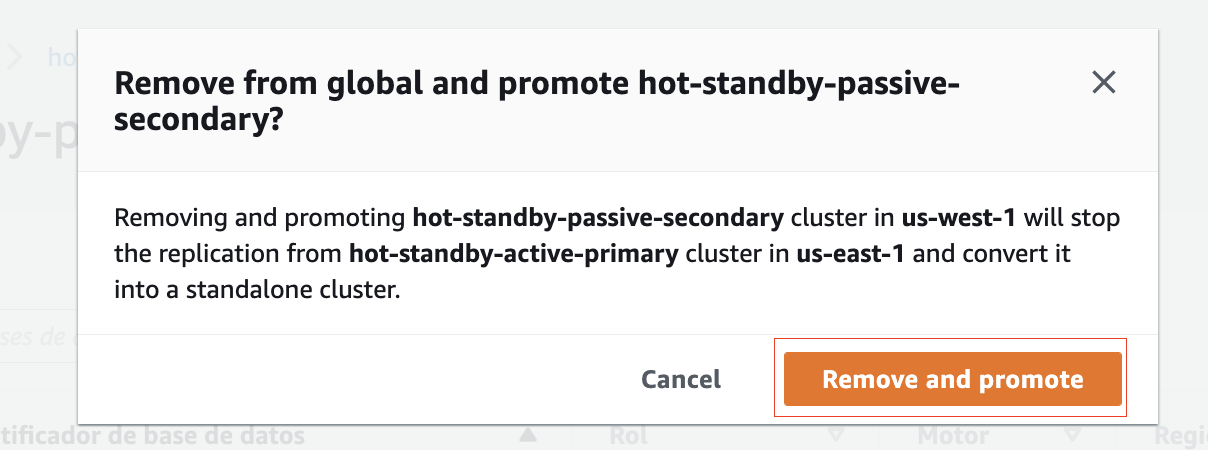 ho
Remove from global and promote hot-standby-passive-
secondary?
by-p
Removing and promoting hot-standby-passive-secondary cluster in us-west-1 will stop
the replication from hot-standby-active-primary cluster in us-east-1 and convert it
into a standalone cluster.
ses de
Cancel
Remove and promote
tificador de base de datos
Rol
Motor
Regi